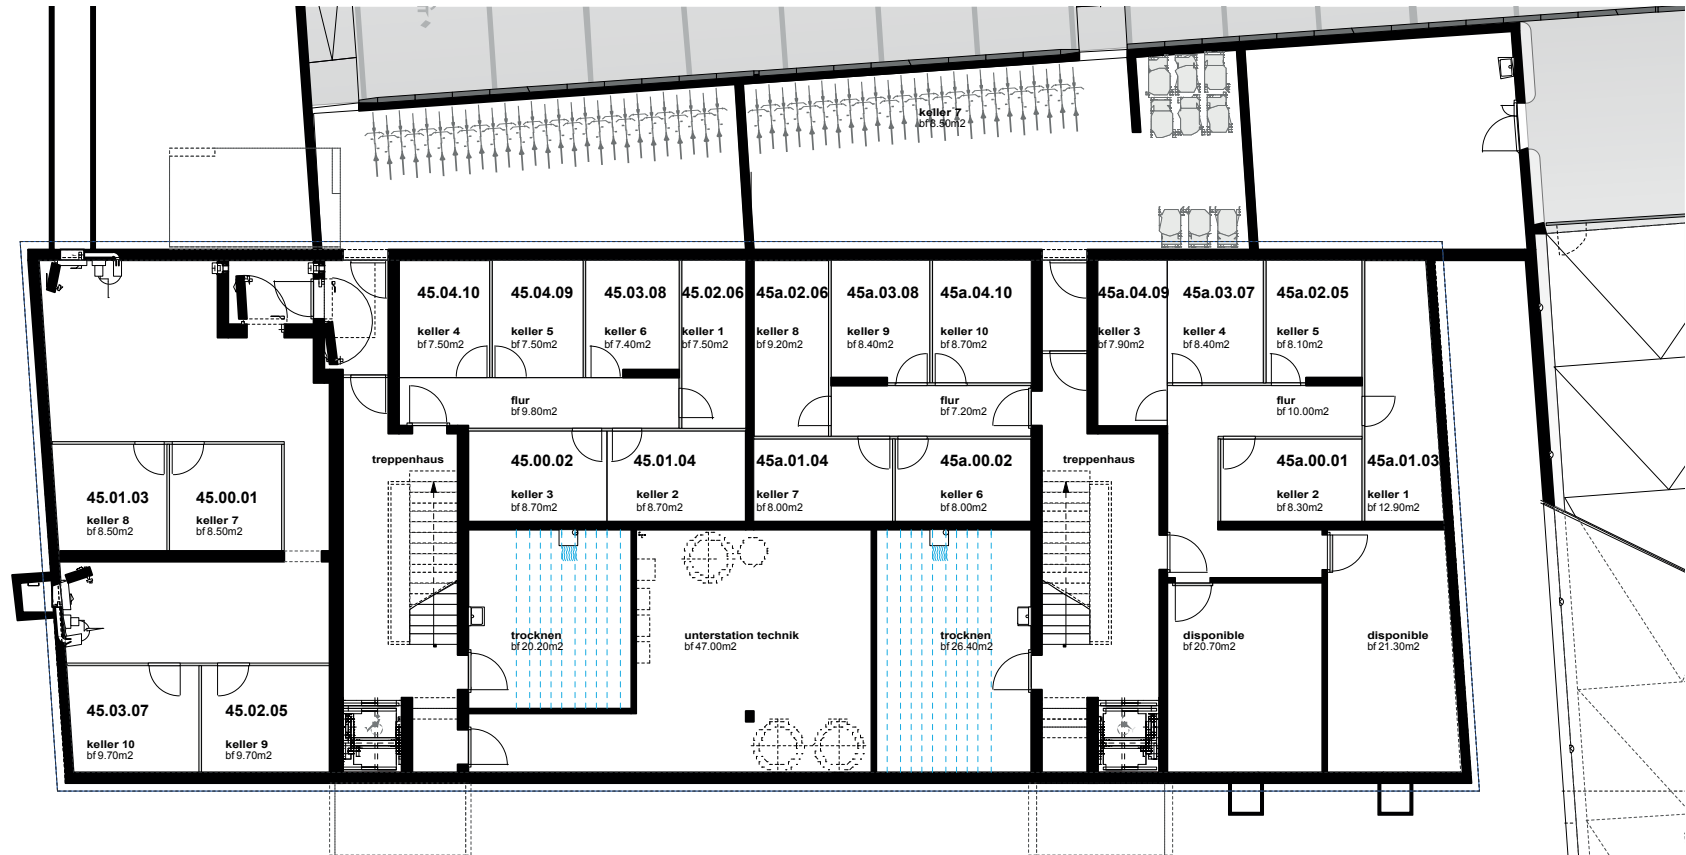 keller 7
bf 8.50m2
45.04.10
keller 4
bf 7.50m2
45.04.09
keller 5
bf 7.50m2
45.03.08
keller 6
bf 7.40m2
45.02.06
keller 1
bf 7.50m2
45a.02.06
keller 8
bf 9.20m2
45a.03.08
keller 9
bf 8.40m2
45a.04.10
keller 10
bf 8.70m2
45a.04.09
keller 3
bf 7.90m2
45a.03.07
keller 4
bf 8.40m2
45a.02.05
keller 5
bf 8.10m2
flur
bf 9.80m2
flur
bf 7.20m2
flur
bf 10.00m2
45.01.03
keller 8
bf 8.50m2
45.00.01
keller 7
bf 8.50m2
treppenhaus
45.00.02
keller 3
bf 8.70m2
45.01.04
keller 2
bf 8.70m2
45a.01.04
keller 7
bf 8.00m2
45a.00.02
keller 6
bf 8.00m2
treppenhaus
45a.00.01
keller 2
bf 8.30m2
45a.01.03
keller 1
bf 12.90m2
trocknen
bf 20.20m2
unterstation technik
bf 47.00m2
trocknen
bf 26.40m2
disponible
bf 20.70m2
disponible
bf 21.30m2
45.03.07
keller 10
bf 9.70m2
45.02.05
keller 9
bf 9.70m2